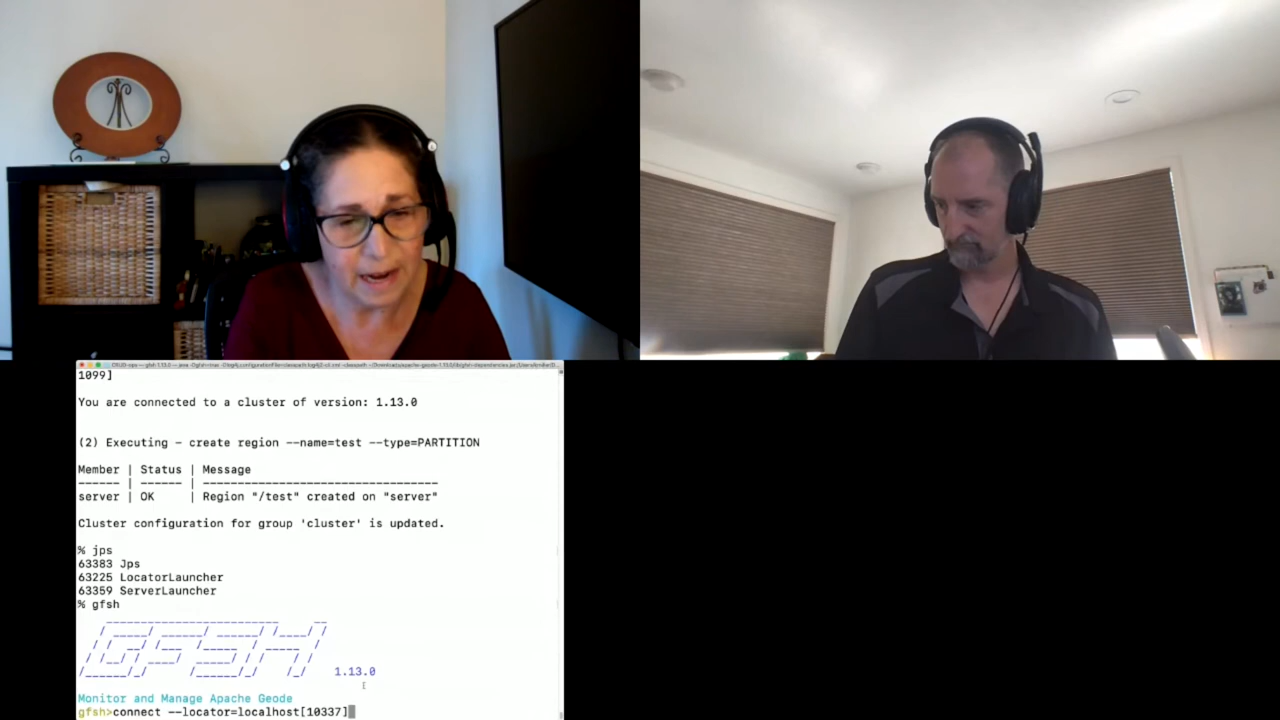 1099]
You are connected to a cluster of version: 1.13.0
(2) Executing - create region --name=test --type=PARTITION
Member | Status | Message
------ | ------ | ----------------------------------
server | OK     | Region "/test" created on "server"
Cluster configuration for group 'cluster' is updated.
% jps
63383 Jps
63225 LocatorLauncher
63359 ServerLauncher
% gfsh
GFSH 1.13.0
Monitor and Manage Apache Geode
gfsh>connect --locator=localhost[10337]